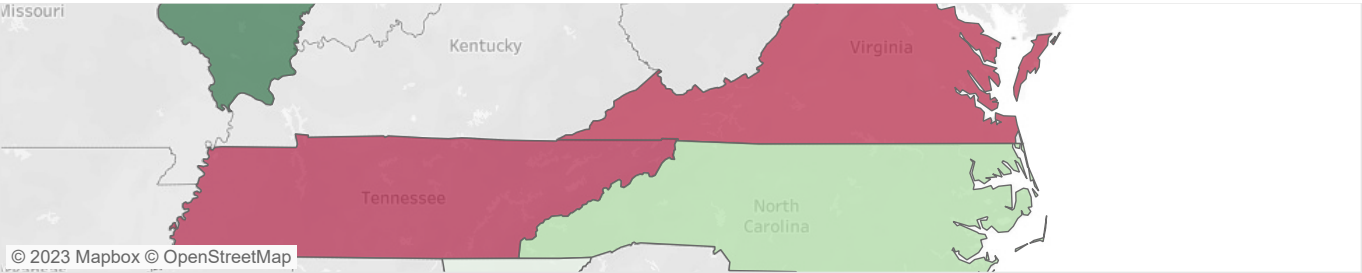 Missouri
Kentucky
Virginia
Tennessee
North
Carolina
© 2023 Mapbox © OpenStreetMap